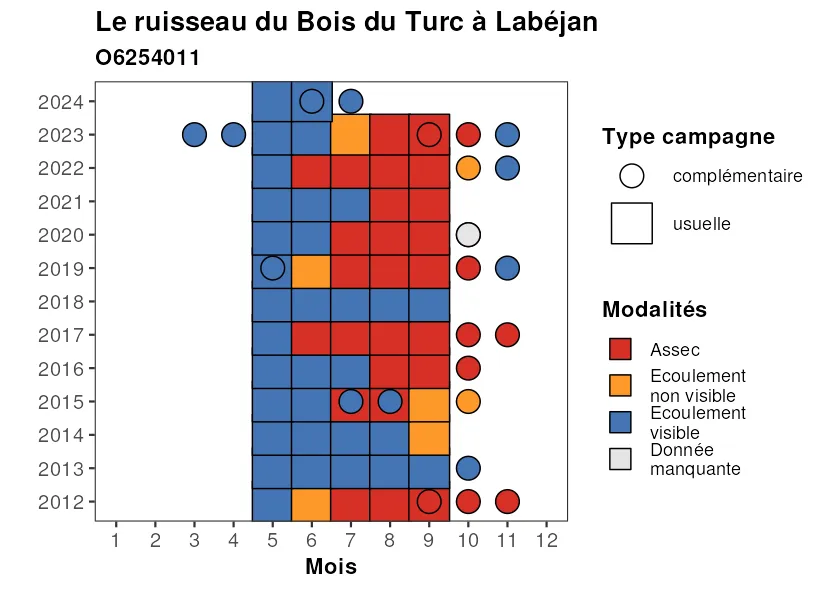 Le ruisseau du Bois du Turc à Labéjan
O6254011
2024
2023
2022
2021
2020
2019
2018
2017
2016
2015
2014
2013
2012
1 2 3 4 5 6 7 8 9 10 11 12
Mois
Type campagne
complémentaire
usuelle
Modalités
Assec
Ecoulement
non visible
Ecoulement
visible
Donnée
manquante